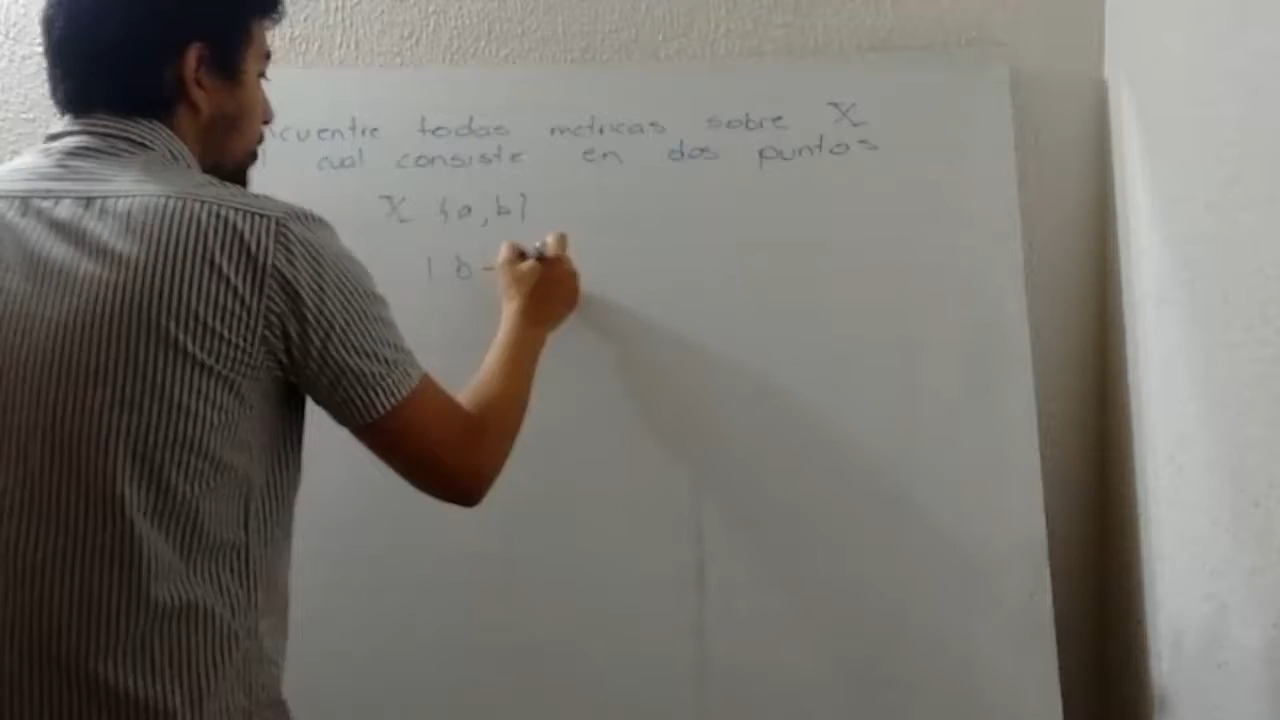 cuentre todas metricas sobre X
cual consiste en dos puntos
X {a,b}
| b -